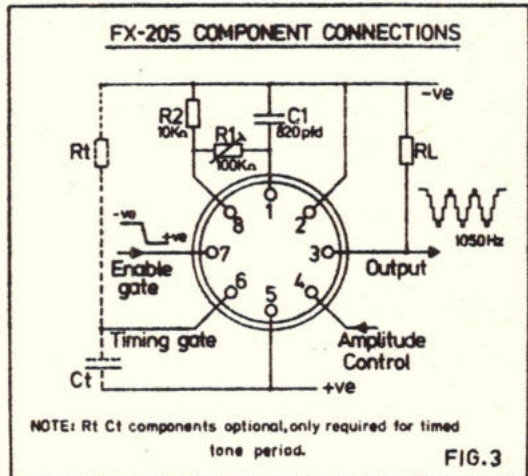 FX-205 COMPONENT CONNECTIONS
-ve
R2
10KΩ
C1
820pfd
R1
100KΩ
Rt
RL
1
8
2
-ve
+ve
7
3
1050Hz
Enable
gate
Output
6
5
4
Timing gate
Amplitude
Control
Ct
+ve
NOTE: Rt Ct components optional, only required for timed
tone period.
FIG.3